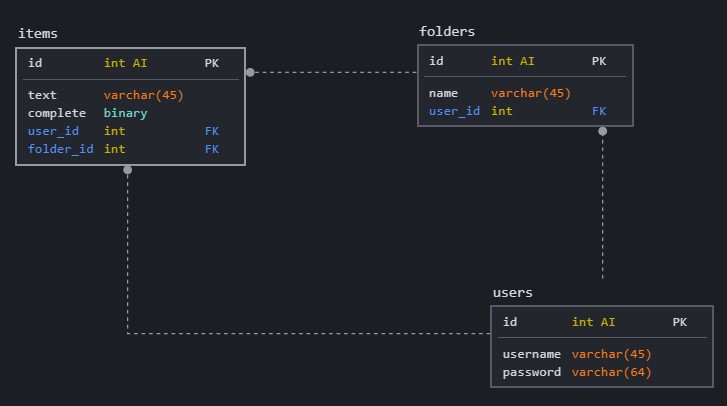 items
id int AI PK
text varchar(45)
complete binary
user_id int FK
folder_id int FK
folders
id int AI PK
name varchar(45)
user_id int FK
users
id int AI PK
username varchar(45)
password varchar(64)